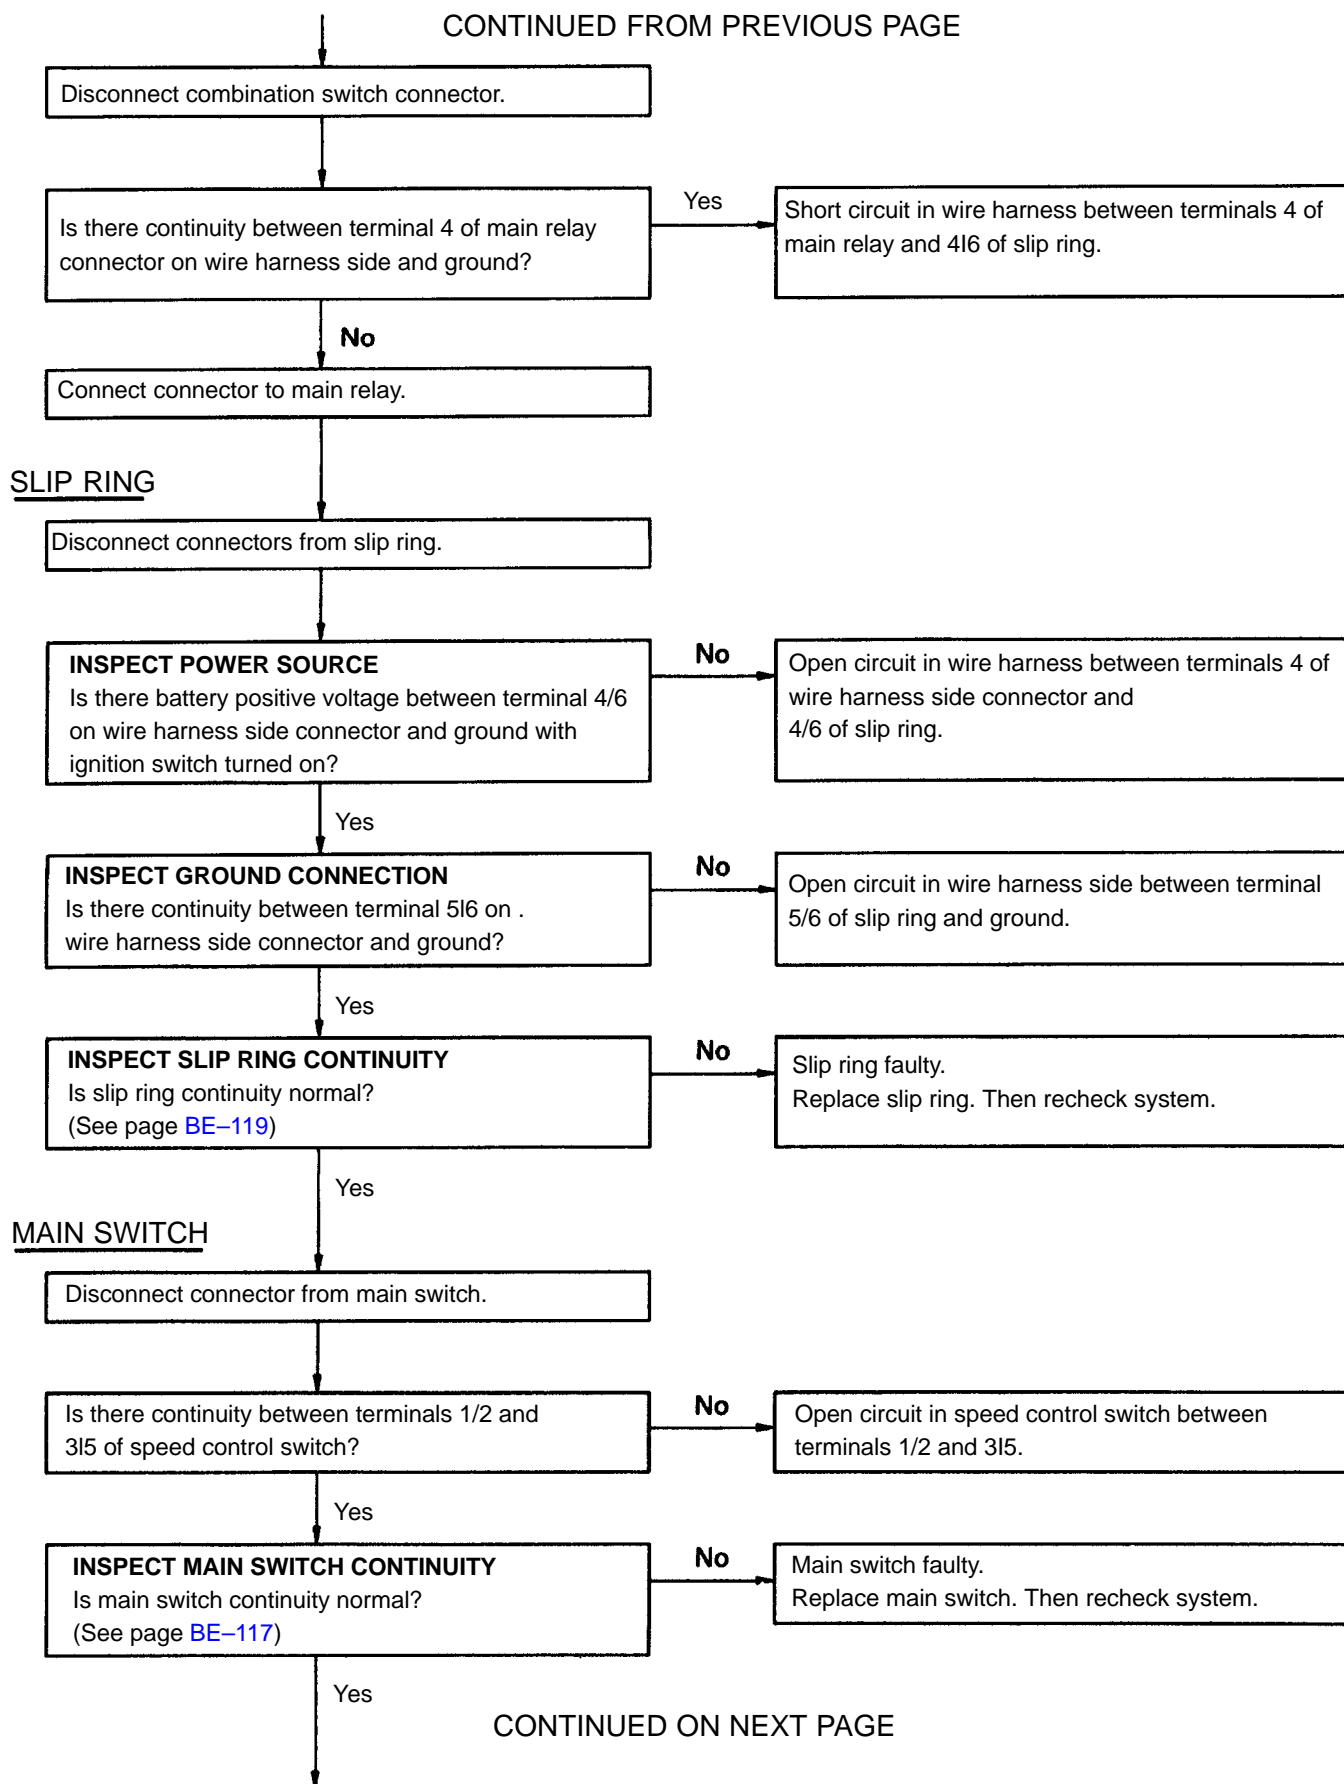 CONTINUED FROM PREVIOUS PAGE
Disconnect combination switch connector.
Is there continuity between terminal 4 of main relay
connector on wire harness side and ground?
Yes
Short circuit in wire harness between terminals 4 of
main relay and 4I6 of slip ring.
No
Connect connector to main relay.
SLIP RING
Disconnect connectors from slip ring.
INSPECT POWER SOURCE
Is there battery positive voltage between terminal 4/6
on wire harness side connector and ground with
ignition switch turned on?
No
Open circuit in wire harness between terminals 4 of
wire harness side connector and
4/6 of slip ring.
Yes
INSPECT GROUND CONNECTION
Is there continuity between terminal 5I6 on .
wire harness side connector and ground?
No
Open circuit in wire harness side between terminal
5/6 of slip ring and ground.
Yes
INSPECT SLIP RING CONTINUITY
Is slip ring continuity normal?
(See page BE–119)
No
Slip ring faulty.
Replace slip ring. Then recheck system.
Yes
MAIN SWITCH
Disconnect connector from main switch.
Is there continuity between terminals 1/2 and
3I5 of speed control switch?
No
Open circuit in speed control switch between
terminals 1/2 and 3I5.
Yes
INSPECT MAIN SWITCH CONTINUITY
Is main switch continuity normal?
(See page BE–117)
No
Main switch faulty.
Replace main switch. Then recheck system.
Yes
CONTINUED ON NEXT PAGE